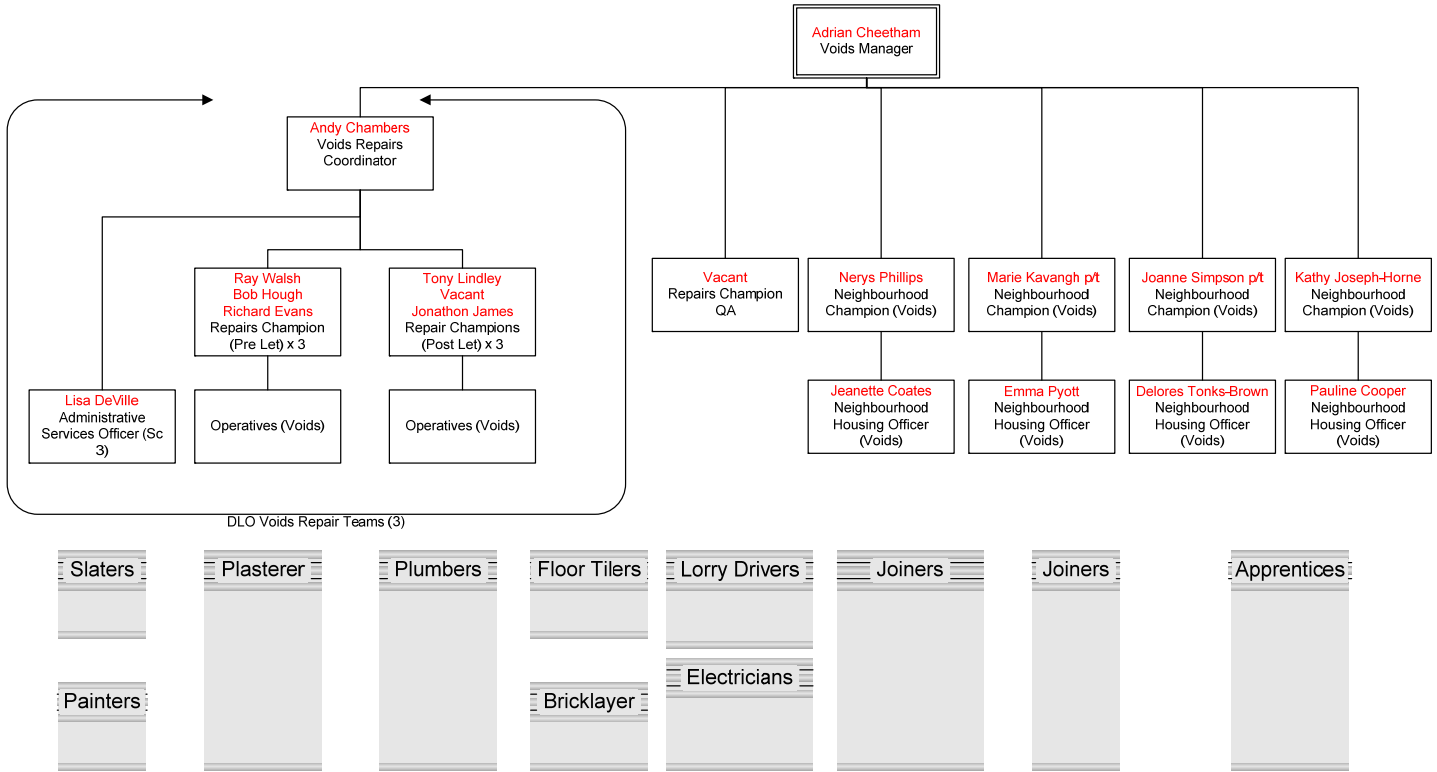 Adrian Cheetham
Voids Manager
Andy Chambers
Voids Repairs
Coordinator
Ray Walsh
Bob Hough
Richard Evans
Repairs Champion
(Pre Let) x 3
Tony Lindley
Vacant
Jonathon James
Repair Champions
(Post Let) x 3
Vacant
Repairs Champion
QA
Nerys Phillips
Neighbourhood
Champion (Voids)
Marie Kavangh p/t
Neighbourhood
Champion (Voids)
Joanne Simpson p/t
Neighbourhood
Champion (Voids)
Kathy Joseph-Horne
Neighbourhood
Champion (Voids)
Lisa DeVille
Administrative
Services Officer (Sc
3)
Operatives (Voids)
Operatives (Voids)
Jeanette Coates
Neighbourhood
Housing Officer
(Voids)
Emma Pyott
Neighbourhood
Housing Officer
(Voids)
Delores Tonks-Brown
Neighbourhood
Housing Officer
(Voids)
Pauline Cooper
Neighbourhood
Housing Officer
(Voids)
DLO Voids Repair Teams (3)
Slaters
Plasterer
Plumbers
Floor Tilers
Lorry Drivers
Joiners
Joiners
Apprentices
Electricians
Painters
Bricklayer